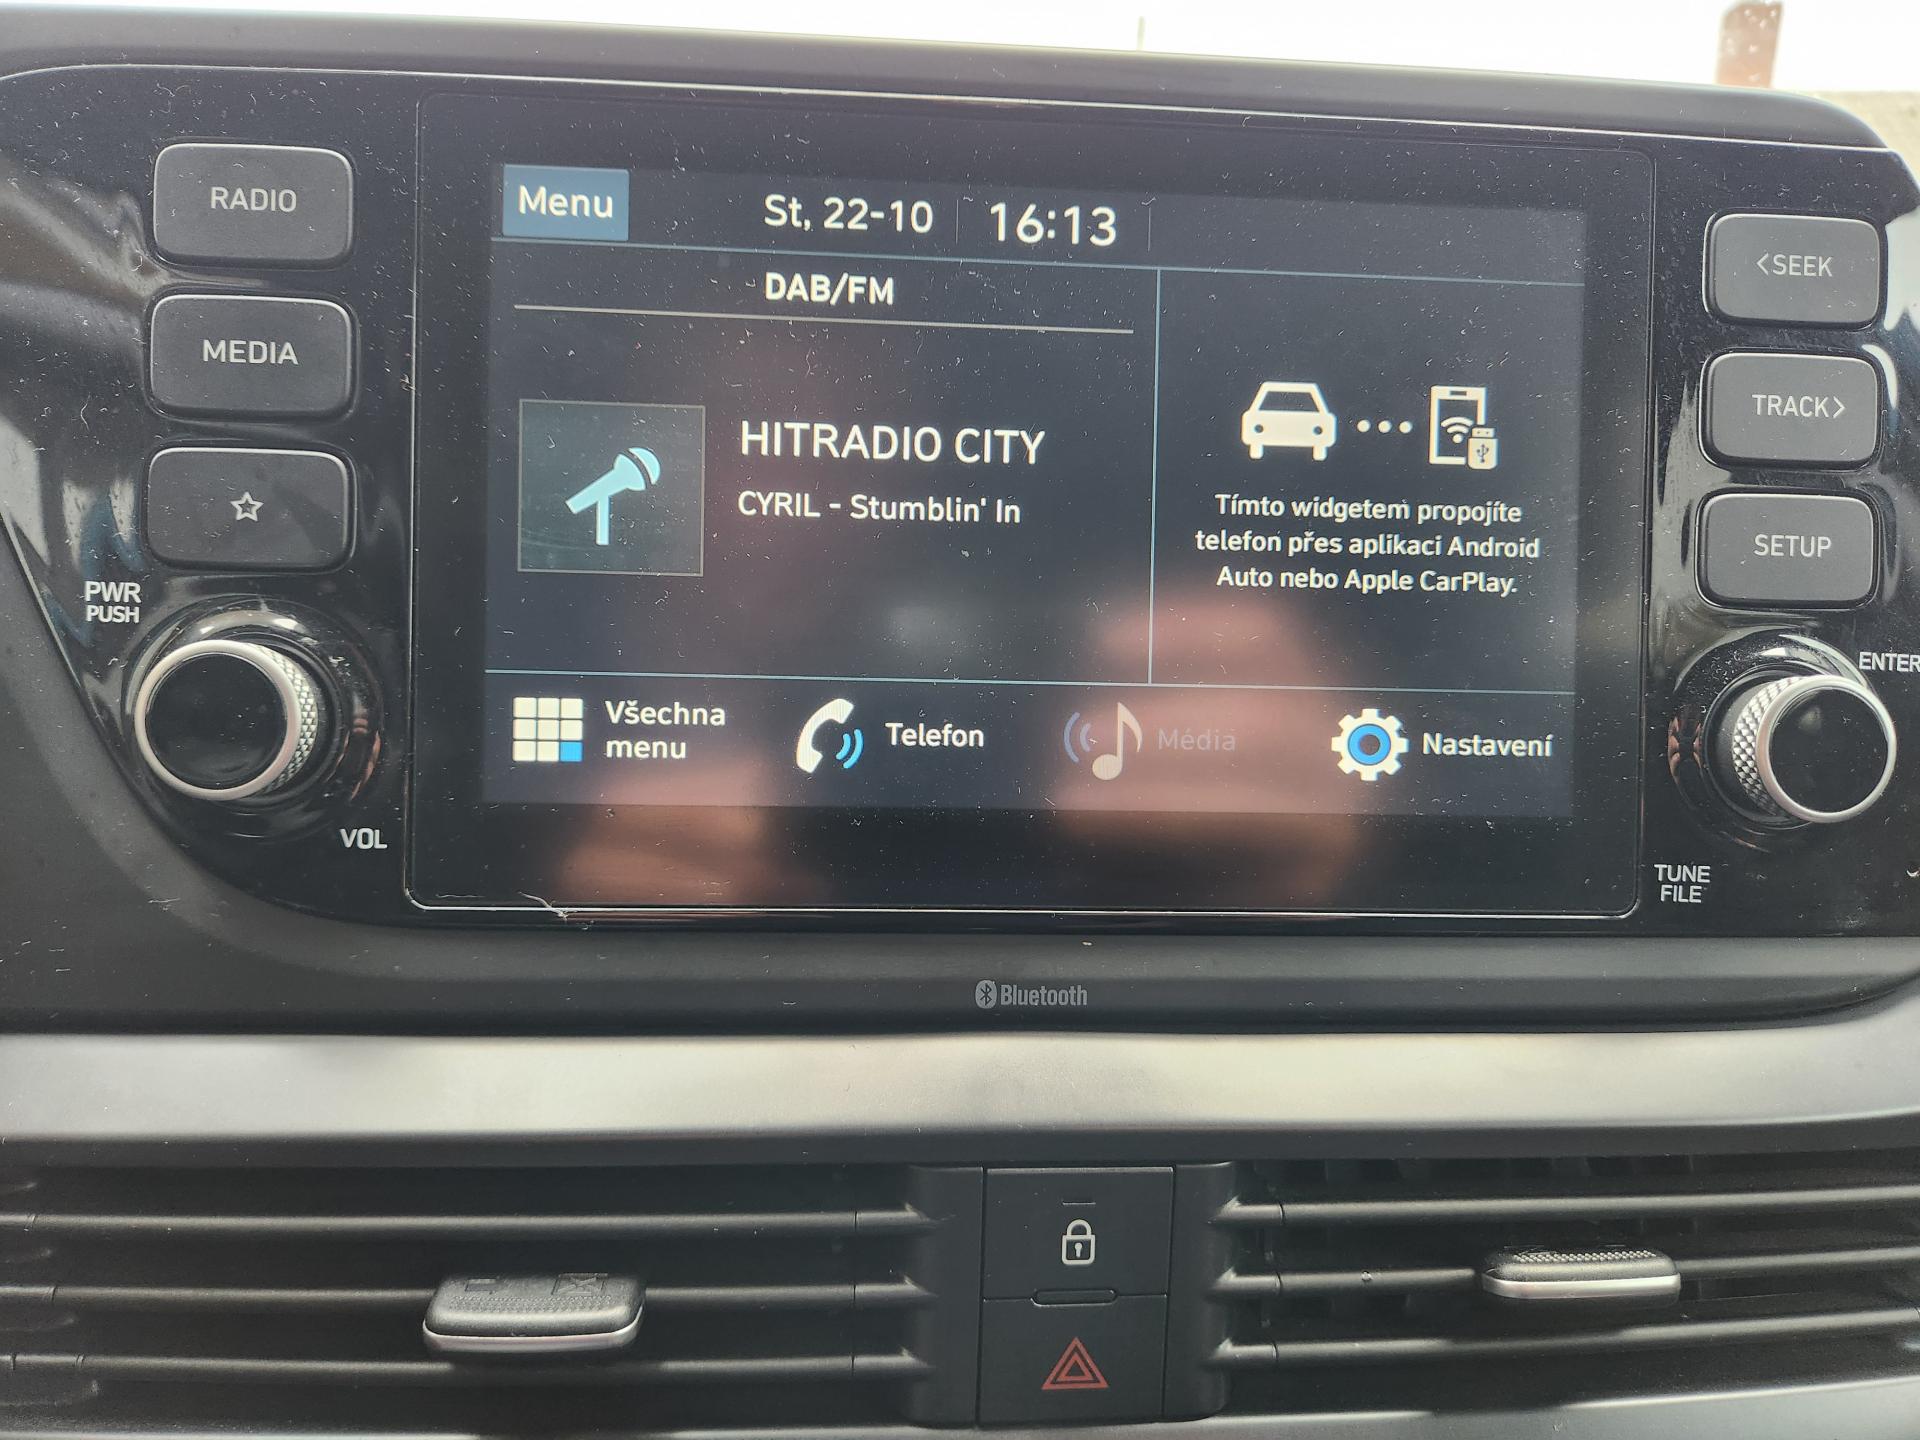 RADIO
MEDIA
PWR
PUSH
VOL
Menu
St, 22-10
16:13
DAB/FM
HITRADIO CITY
CYRIL - Stumblin' In
Tímto widgetem propojíte
telefon přes aplikaci Android
Auto nebo Apple CarPlay.
Všechna
menu
Telefon
Média
Nastavení
<SEEK
TRACK>
SETUP
ENTER
TUNE
FILE
Bluetooth